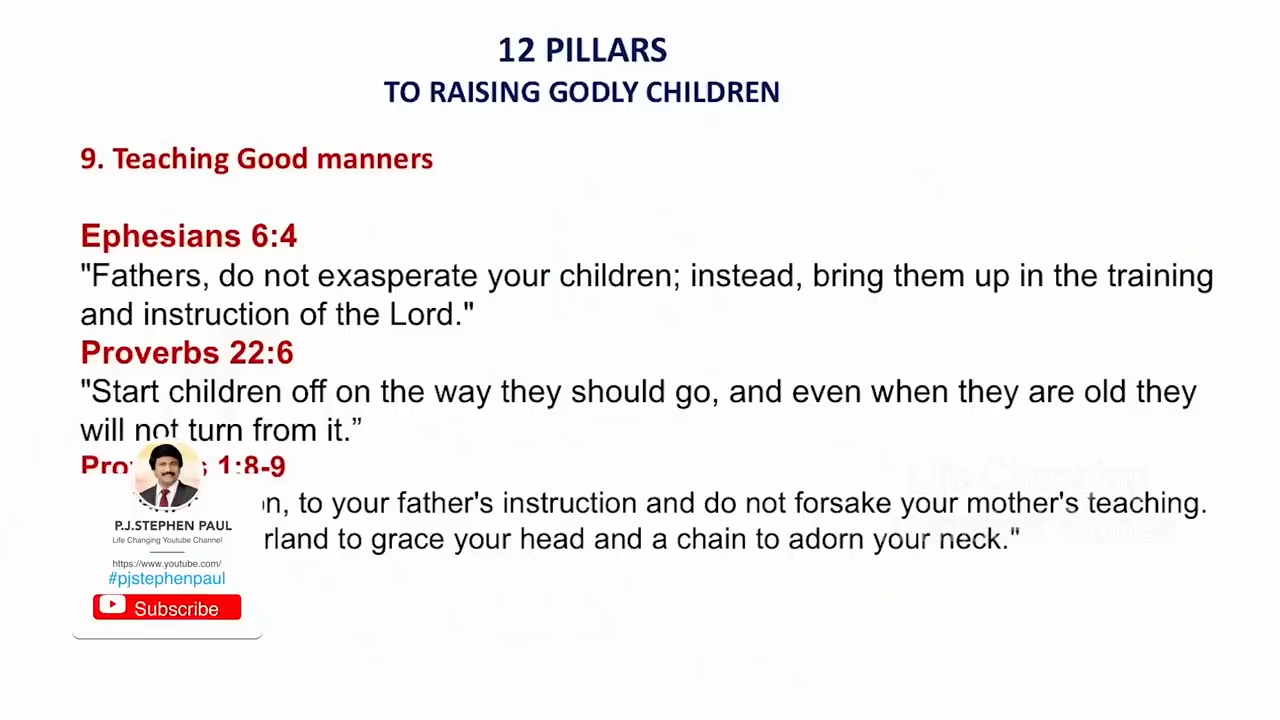 12 PILLARS
TO RAISING GODLY CHILDREN
9. Teaching Good manners
Ephesians 6:4
"Fathers, do not exasperate your children; instead, bring them up in the training
and instruction of the Lord."
Proverbs 22:6
"Start children off on the way they should go, and even when they are old they
will not turn from it.”
1:8-9
to your father's instruction and do not forsake your mother's teaching.
to grace your head and a chain to adorn your neck."
Life Changing
P.J.STEPHEN PAUL
Life Changing Youtube Channel
https://www.youtube.com/
#pjstephenpaul
Subscribe